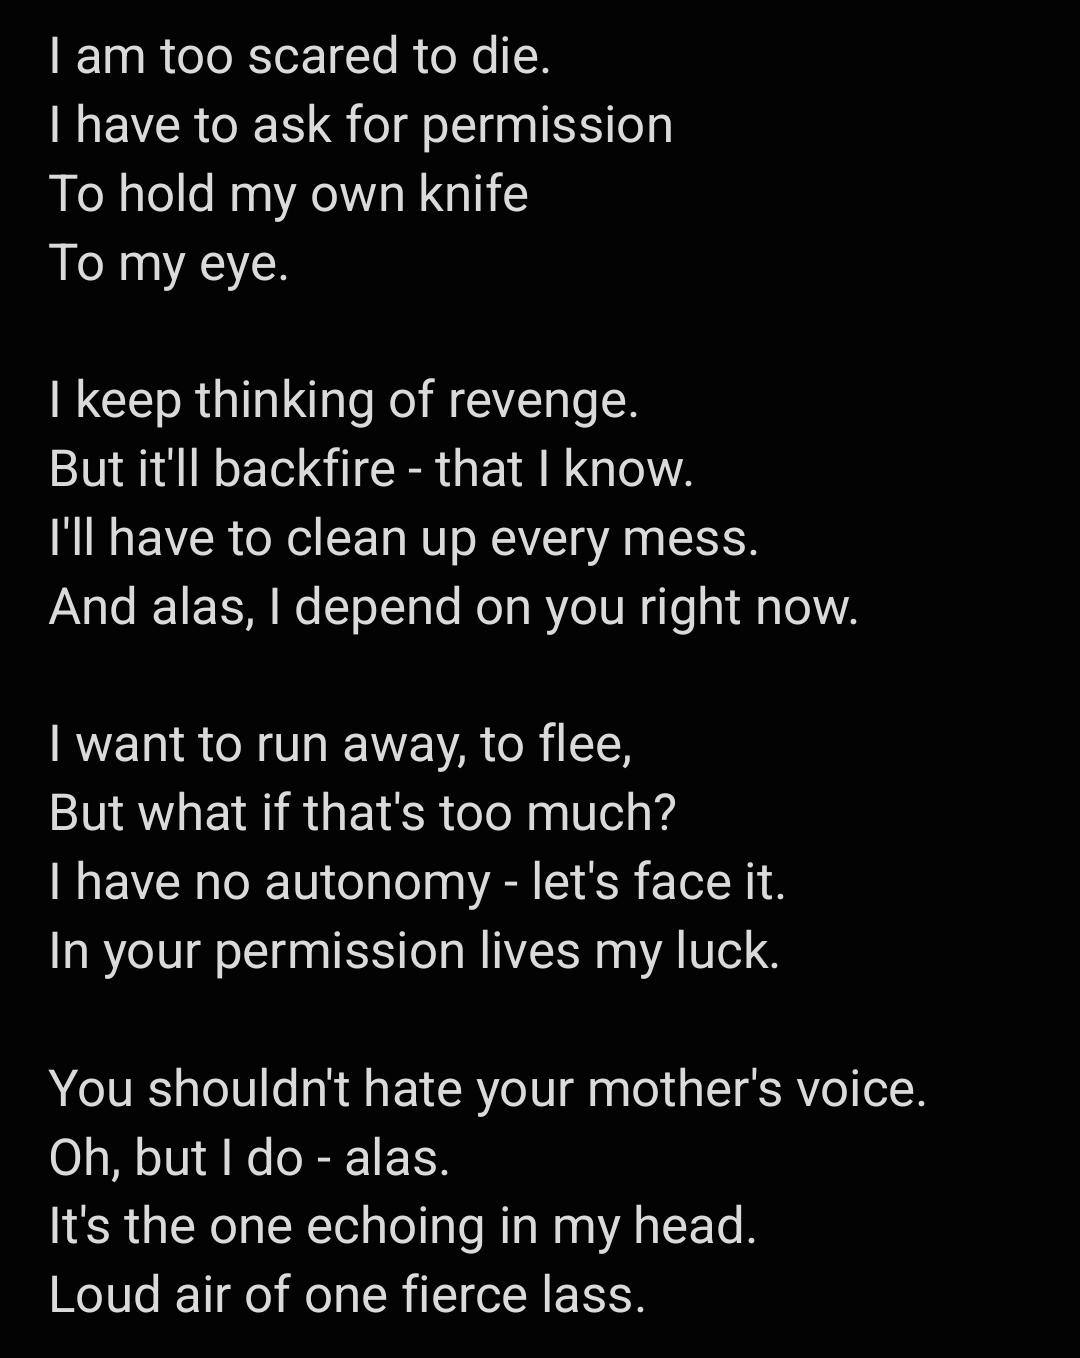 I am too scared to die.
I have to ask for permission
To hold my own knife
To my eye.

I keep thinking of revenge.
But it'll backfire - that I know.
I'll have to clean up every mess.
And alas, I depend on you right now.

I want to run away, to flee,
But what if that's too much?
I have no autonomy - let's face it.
In your permission lives my luck.

You shouldn't hate your mother's voice.
Oh, but I do - alas.
It's the one echoing in my head.
Loud air of one fierce lass.